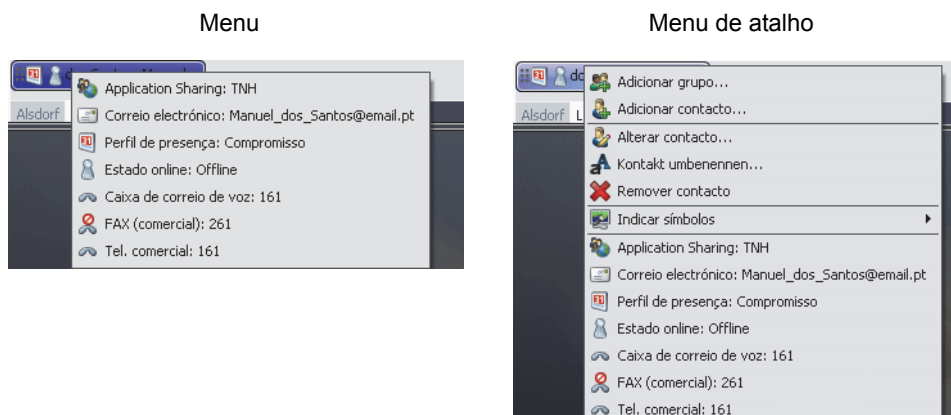 Menu
Alsdorf
Application Sharing: TNH
Correio electrónico: Manuel_dos_Santos@email.pt
Perfil de presença: Compromisso
Estado online: Offline
Caixa de correio de voz: 161
FAX (comercial): 261
Tel. comercial: 161
Menu de atalho
Alsdorf L
Adicionar grupo...
Adicionar contacto...
Alterar contacto...
Kontakt umbenennen...
Remover contacto
Indicar símbolos
Application Sharing: TNH
Correio electrónico: Manuel_dos_Santos@email.pt
Perfil de presença: Compromisso
Estado online: Offline
Caixa de correio de voz: 161
FAX (comercial): 261
Tel. comercial: 161